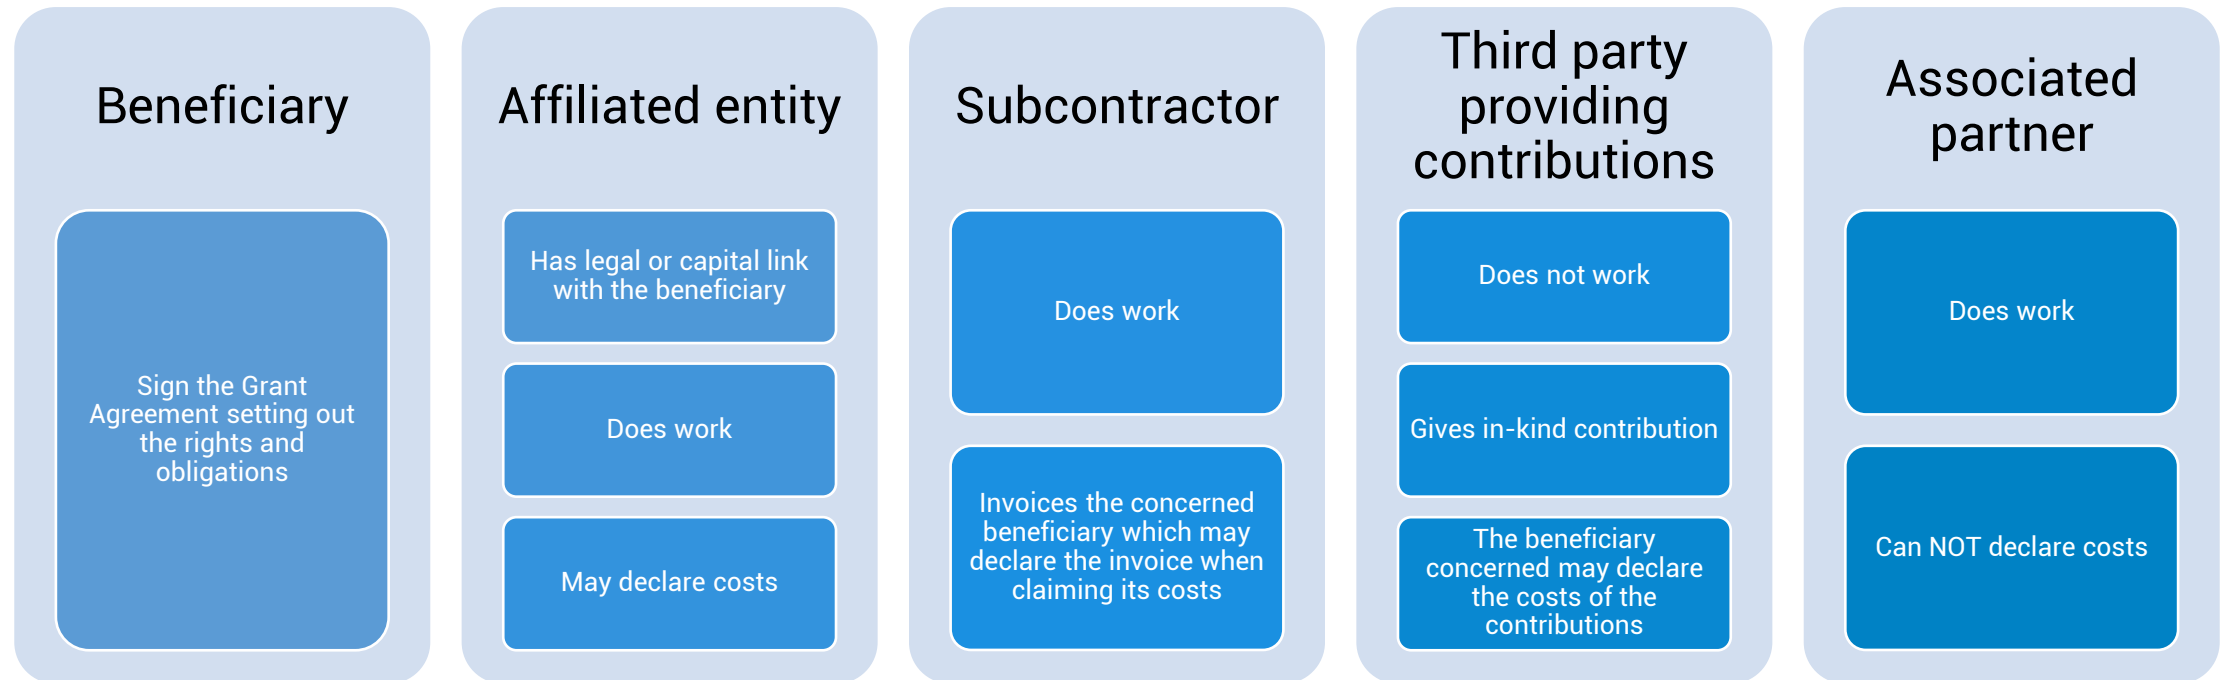 Beneficiary
Sign the Grant
Agreement setting out
the rights and
obligations
Affiliated entity
Has legal or capital link
with the beneficiary
Does work
May declare costs
Subcontractor
Does work
Invoices the concerned
beneficiary which may
declare the invoice when
claiming its costs
Third party
providing
contributions
Does not work
Gives in-kind contribution
The beneficiary
concerned may declare
the costs of the
contributions
Associated
partner
Does work
Can NOT declare costs